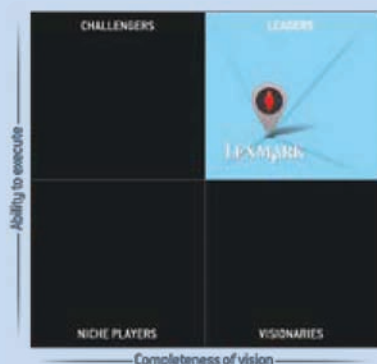 CHALLENGERS
LEADERS
LEXMARK
Ability to execute
NICHE PLAYERS
VISIONARIES
Completeness of vision